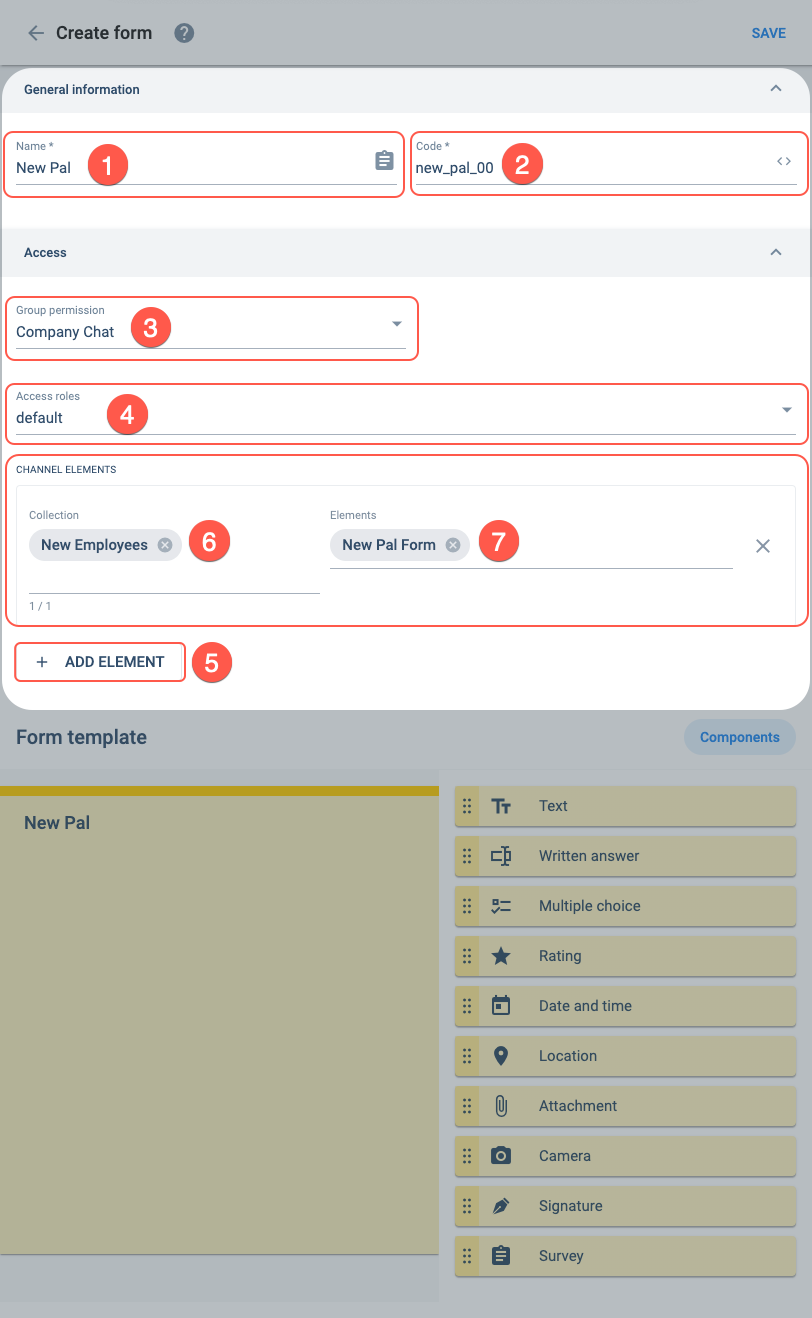 Create form ? SAVE
General information
Name * Code *
New Pal 1 new_pal_00 2
Access
Group permission
Company Chat 3
Access roles
default 4
CHANNEL ELEMENTS
Collection Elements
New Employees 6 New Pal Form 7
1 / 1
+ ADD ELEMENT 5
Form template Components
New Pal
Text
Written answer
Multiple choice
Rating
Date and time
Location
Attachment
Camera
Signature
Survey